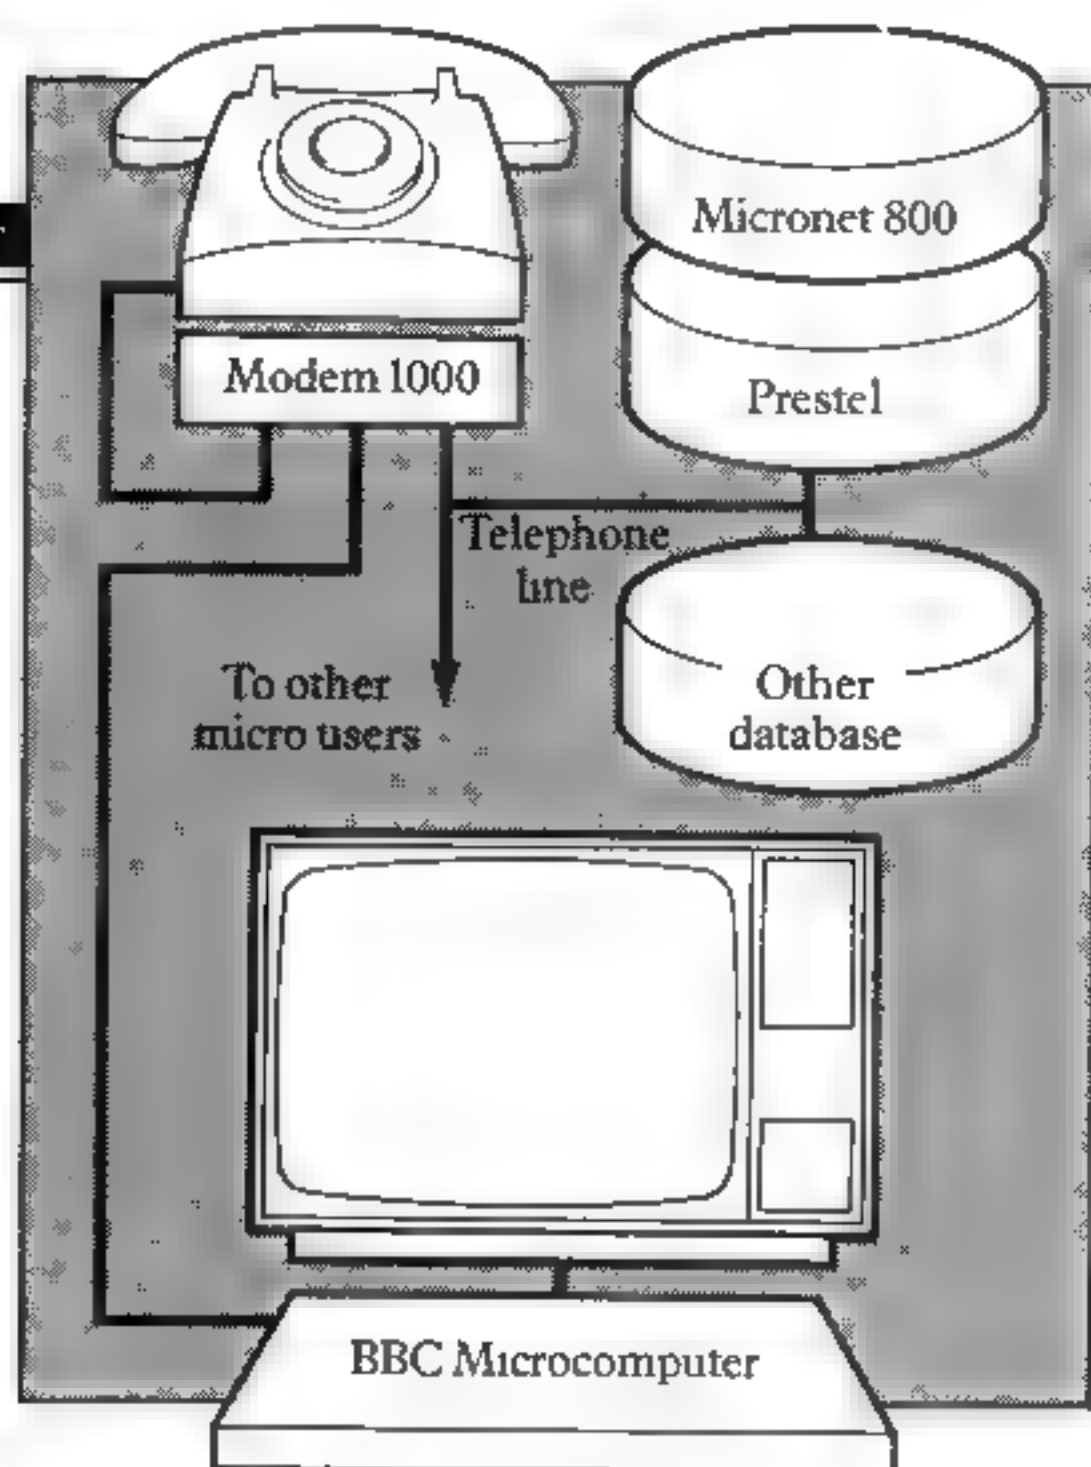 Micronet 800
Modem 1000
Prestel
Telephone
line
To other
micro users
Other
database
BBC Microcomputer